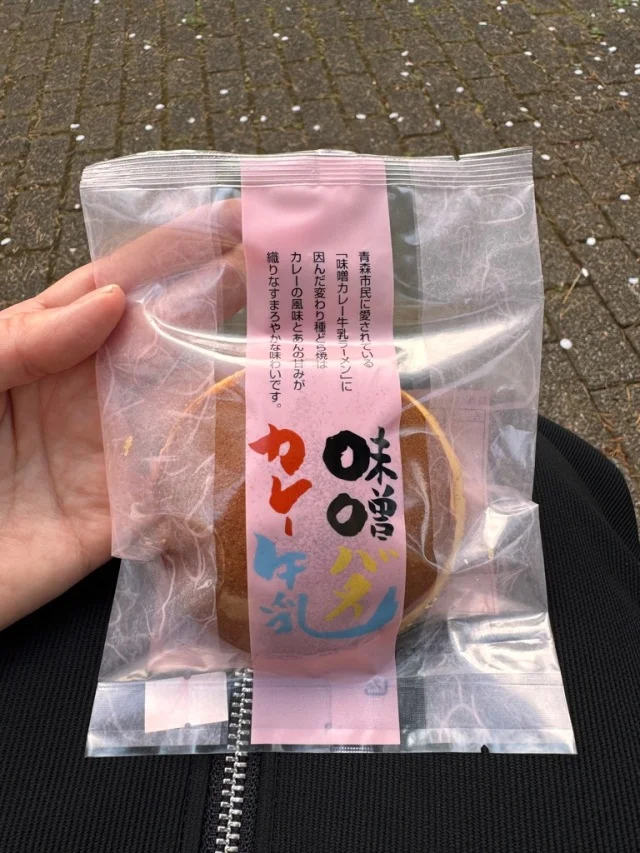 青森市民に愛されている
「味噌カレー牛乳ラーメン」に
因んだ変わり種どら焼は
カレーの風味とあんの甘みが
織りなすまろやかな味わいです。
味噌バター
カレー牛乳